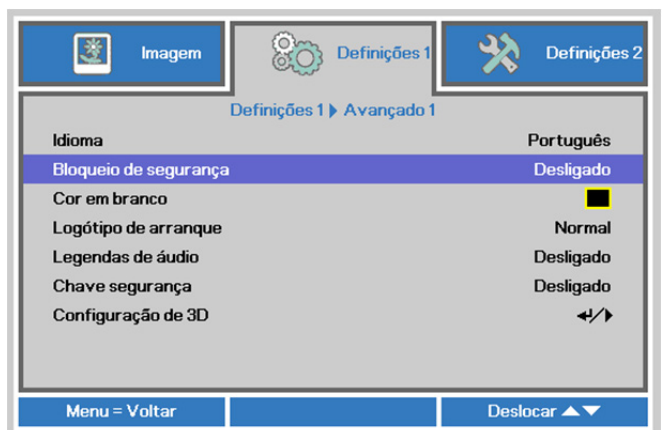 Imagem Definições 1 Definições 2
Definições 1 Avançado 1
Idioma Português
Bloqueio de segurança Desligado
Cor em branco
Logótipo de arranque Normal
Legendas de áudio Desligado
Chave segurança Desligado
Configuração de 3D
Menu = Voltar Deslocar